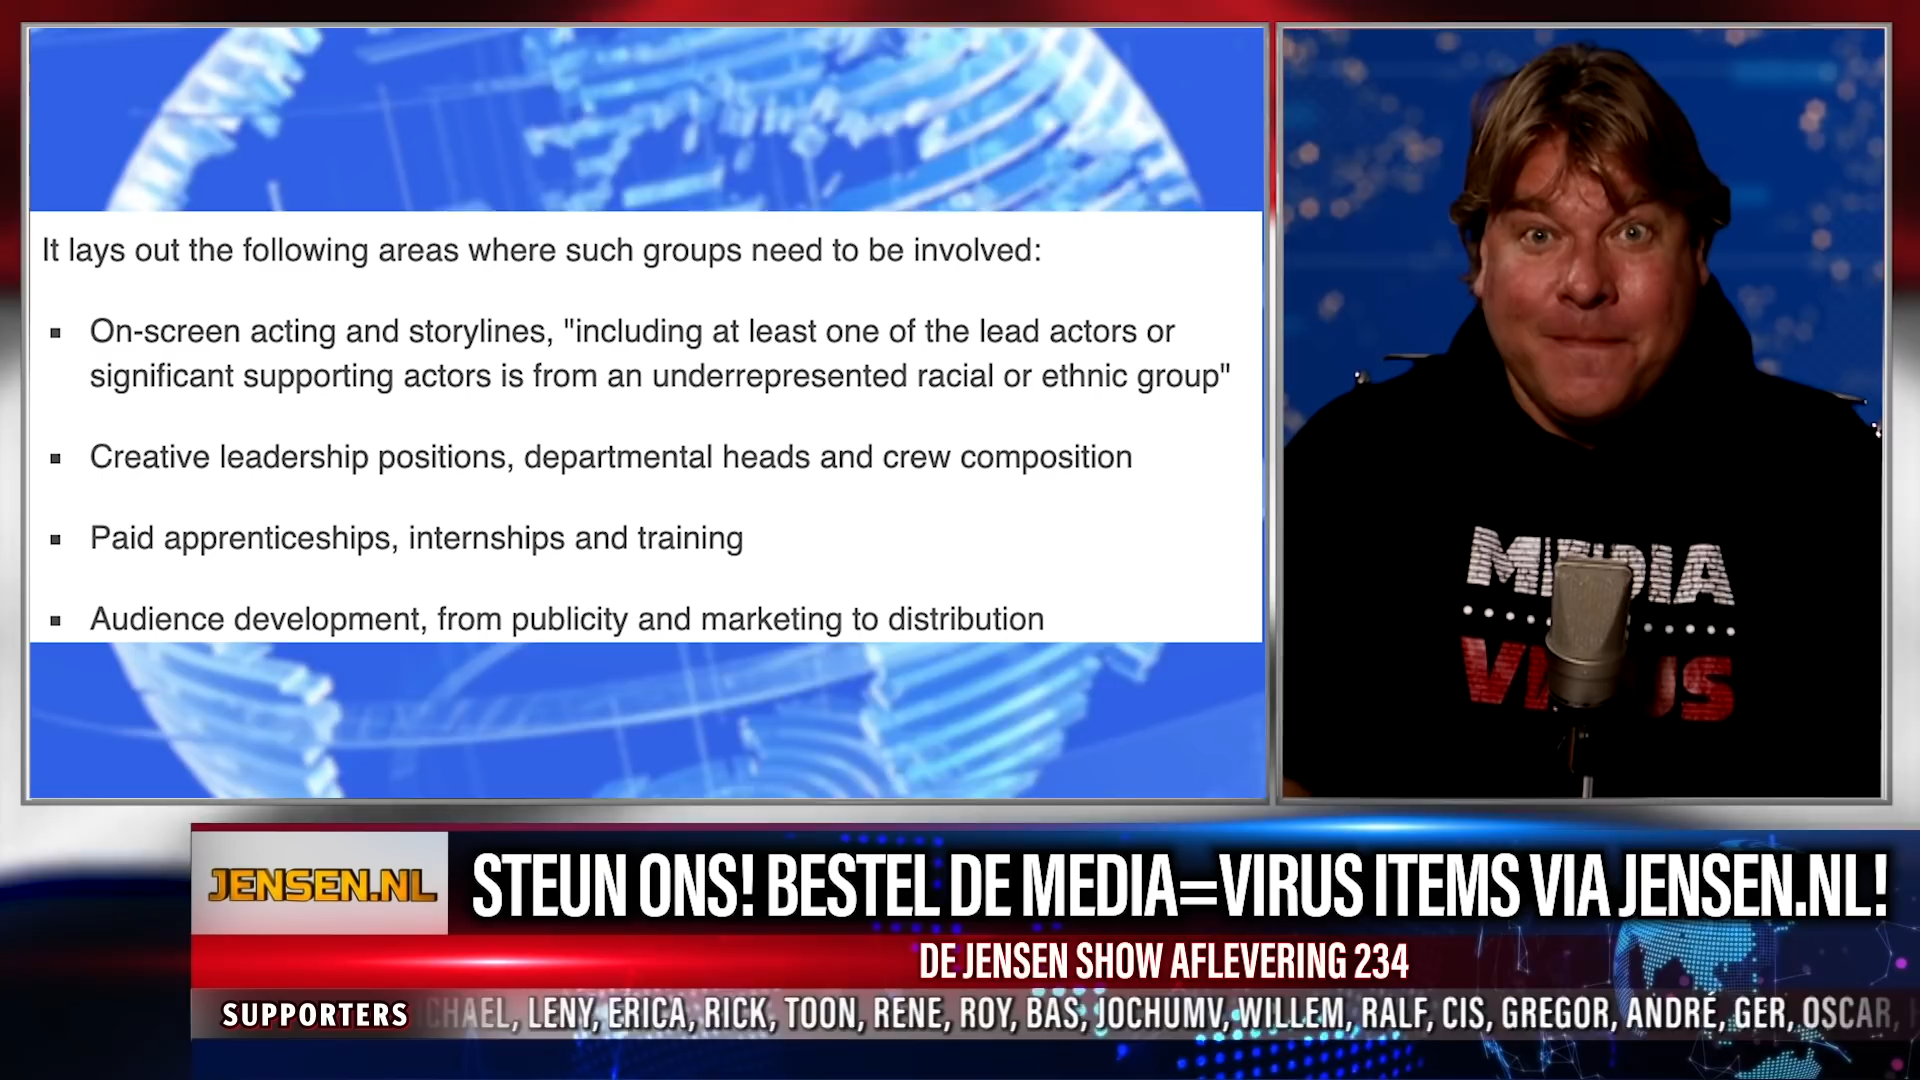 It lays out the following areas where such groups need to be involved:
▪ On-screen acting and storylines, "including at least one of the lead actors or
significant supporting actors is from an underrepresented racial or ethnic group"
▪ Creative leadership positions, departmental heads and crew composition
▪ Paid apprenticeships, internships and training
▪ Audience development, from publicity and marketing to distribution
MEDIA
VIRUS
JENSEN.NL
STEUN ONS! BESTEL DE MEDIA=VIRUS ITEMS VIA JENSEN.NL!
DE JENSEN SHOW AFLEVERING 234
SUPPORTERS
CHAEL, LENY, ERICA, RICK, TOON, RENE, ROY, BAS, JOCHUMV, WILLEM, RALF, CIS, GREGOR, ANDRÉ, GER, OSCAR,